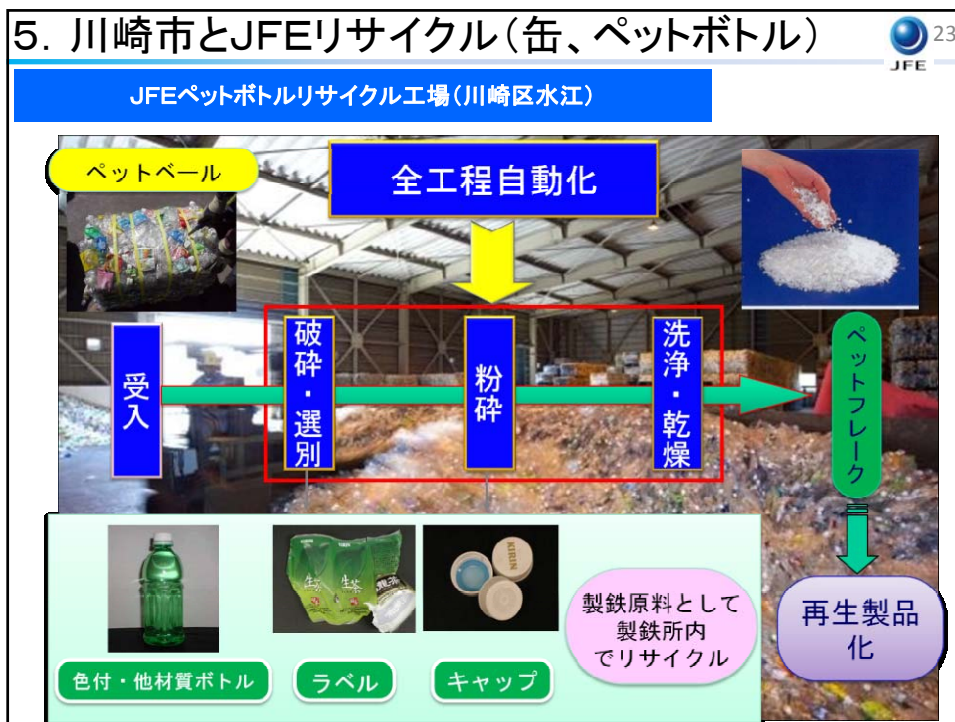 5. 川崎市とJFEリサイクル(缶、ペットボトル)
23
JFE
JFEペットボトルリサイクル工場(川崎区水江)
ペットベール
全工程自動化
受入
破砕・選別
粉砕
洗浄・乾燥
ペットフレーク
生茶
生茶
KIRIN
製鉄原料として
製鉄所内
でリサイクル
再生製品
化
色付・他材質ボトル
ラベル
キャップ